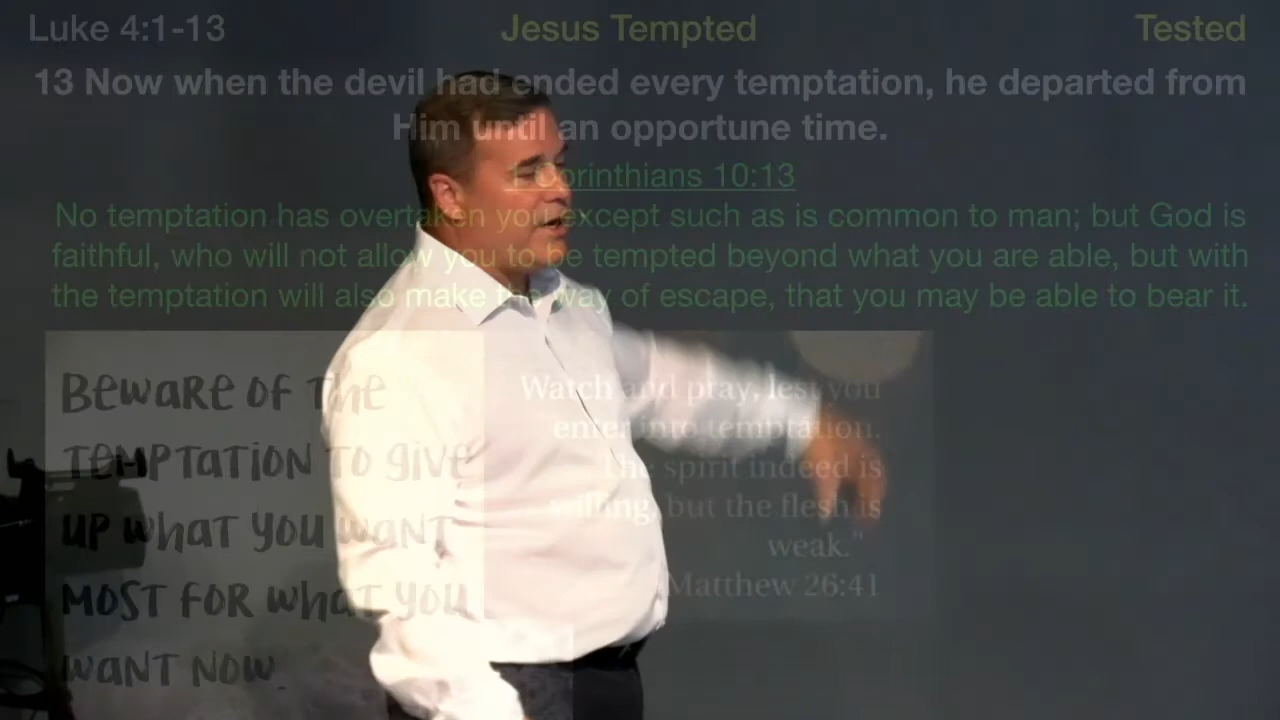 Luke 4:1-13
Jesus Tempted
Tested
13 Now when the devil had ended every temptation, he departed from
Him until an opportune time.
Corinthians 10:13
No temptation has overtaken you except such as is common to man; but God is
faithful, who will not allow you to be tempted beyond what you are able, but with
the temptation will also make the way of escape, that you may be able to bear it.
BEWARE OF THE
TEMPTATION TO GIVE
UP WHAT YOU WANT
MOST FOR WHAT YOU
WANT NOW.
Watch and pray, lest you
enter into temptation.
The spirit indeed is
willing, but the flesh is
weak."
Matthew 26:41